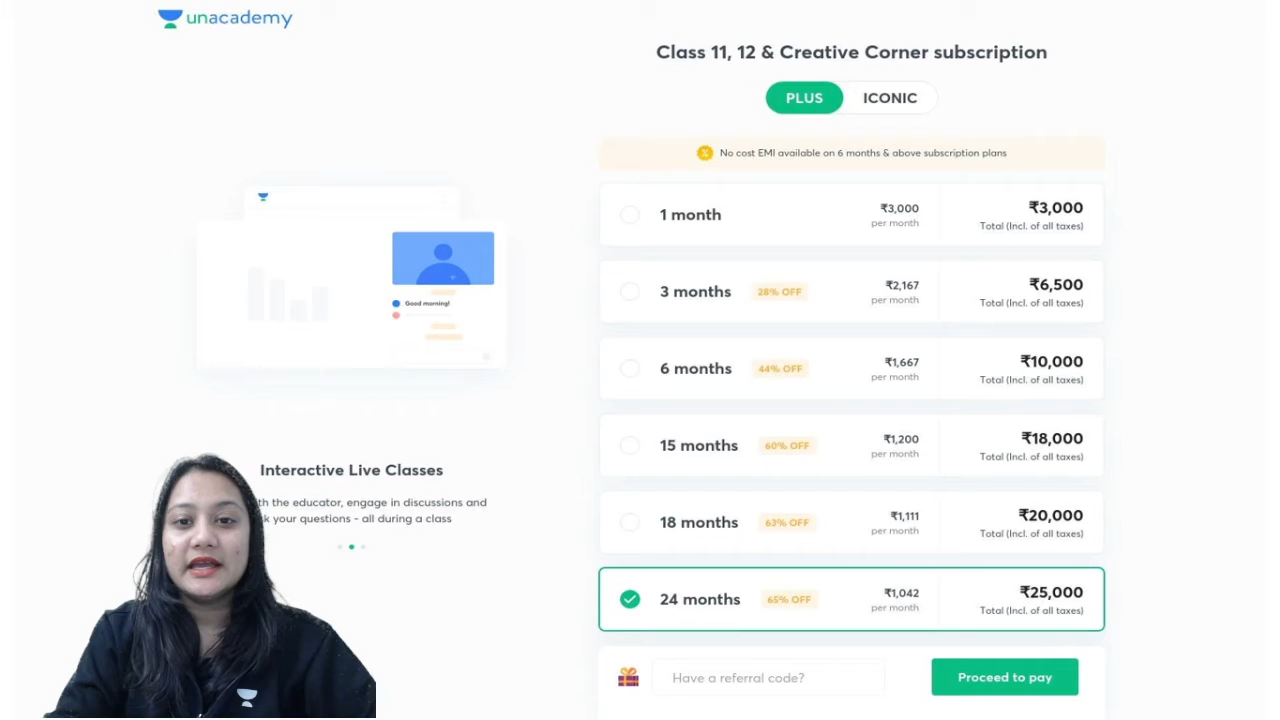 unacademy
Class 11, 12 & Creative Corner subscription
PLUS ICONIC
No cost EMI available on 6 months & above subscription plans
1 month ₹3,000 per month ₹3,000 Total (Incl. of all taxes)
3 months 28% OFF ₹2,167 per month ₹6,500 Total (Incl. of all taxes)
6 months 44% OFF ₹1,667 per month ₹10,000 Total (Incl. of all taxes)
15 months 60% OFF ₹1,200 per month ₹18,000 Total (Incl. of all taxes)
18 months 63% OFF ₹1,111 per month ₹20,000 Total (Incl. of all taxes)
24 months 65% OFF ₹1,042 per month ₹25,000 Total (Incl. of all taxes)
Have a referral code? Proceed to pay
Good morning!
Interactive Live Classes
the educator, engage in discussions and
your questions - all during a class